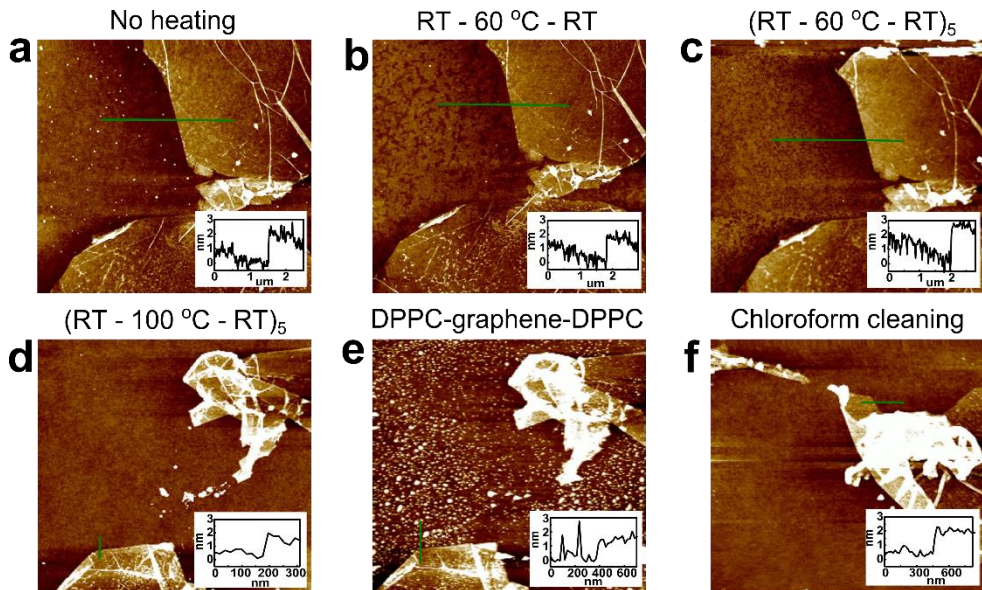 No heating
RT - 60 °C - RT
(RT - 60 °C - RT)5
a
b
c
3
2
1
0
nm
0
1
2
um
3
2
1
0
nm
0
1
2
um
3
2
1
0
nm
0
1
2
um
(RT - 100 °C - RT)5
DPPC-graphene-DPPC
Chloroform cleaning
d
e
f
3
2
1
0
nm
0 100 200 300
nm
3
2
1
0
nm
0 200 400 600
nm
3
2
1
0
nm
0 300 600
nm